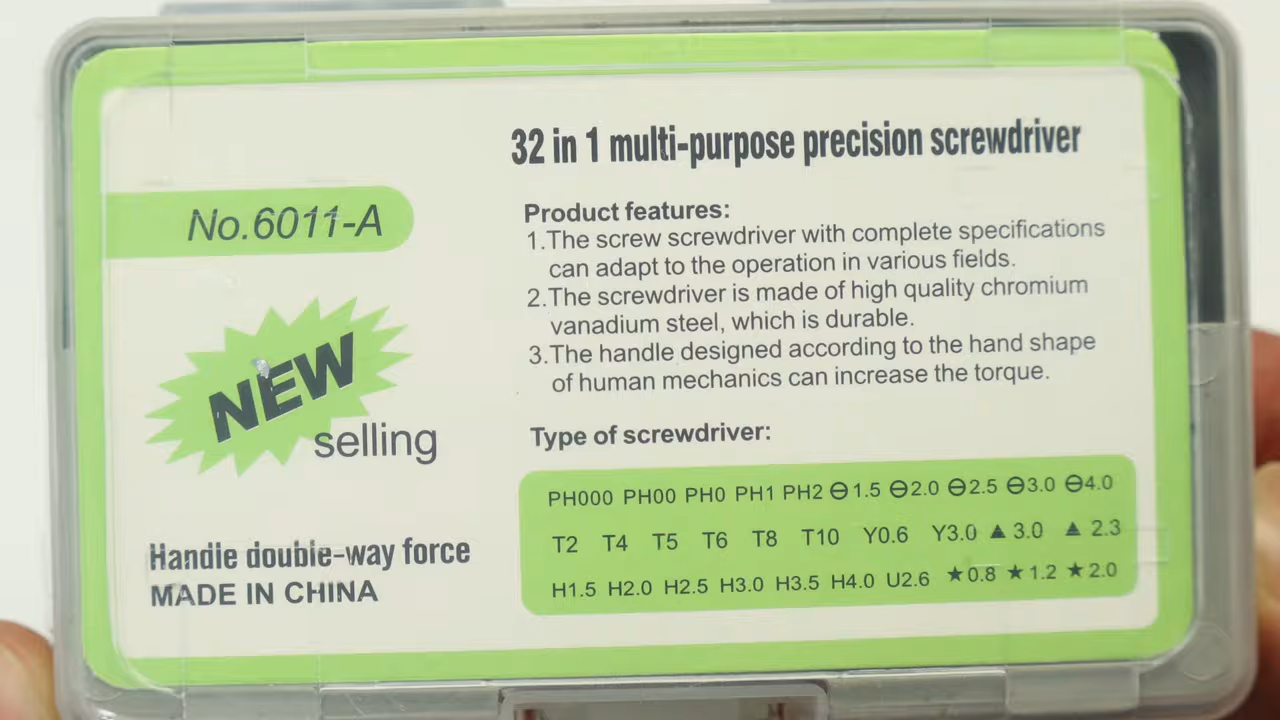 32 in 1 multi-purpose precision screwdriver
No.6011-A
NEW
selling
Handle double-way force
MADE IN CHINA
Product features:
1.The screw screwdriver with complete specifications
can adapt to the operation in various fields.
2.The screwdriver is made of high quality chromium
vanadium steel, which is durable.
3.The handle designed according to the hand shape
of human mechanics can increase the torque.
Type of screwdriver:
PH000 PH00 PH0 PH1 PH2 ⊖1.5 ⊖2.0 ⊖2.5 ⊖3.0 ⊖4.0
T2 T4 T5 T6 T8 T10 Y0.6 Y3.0 ▲3.0 ▲2.3
H1.5 H2.0 H2.5 H3.0 H3.5 H4.0 U2.6 ★0.8 ★1.2 ★2.0